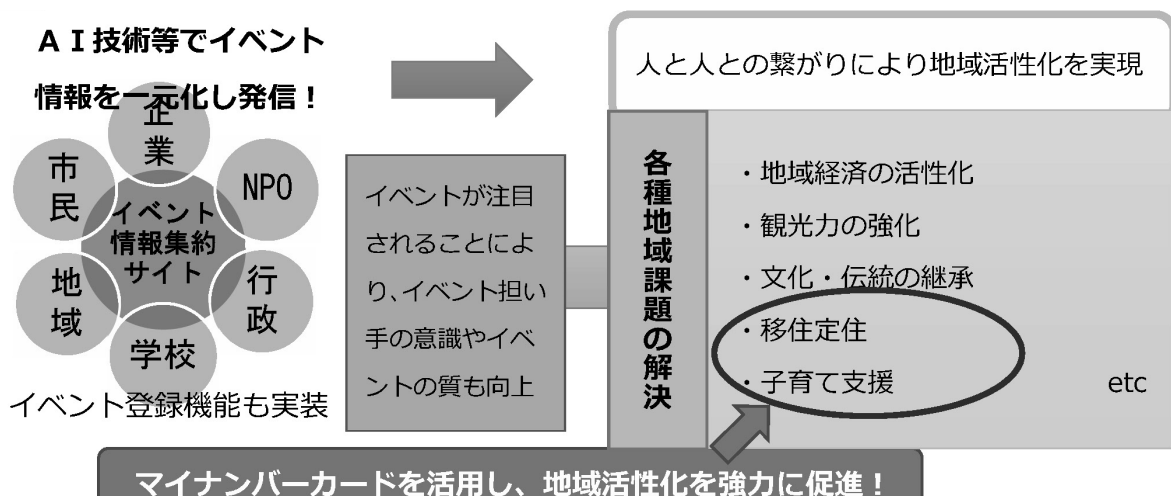 AI技術等でイベント
情報を一元化し発信！
企業
市民
NPO
イベント
情報集約
サイト
地域
行政
学校
イベント登録機能も実装
イベントが注目
されることによ
り、イベント担い
手の意識やイベ
ントの質も向上
人と人との繋がりにより地域活性化を実現
各種地域課題の解決
・地域経済の活性化
・観光力の強化
・文化・伝統の継承
・移住定住
・子育て支援
etc
マイナンバーカードを活用し、地域活性化を強力に促進！